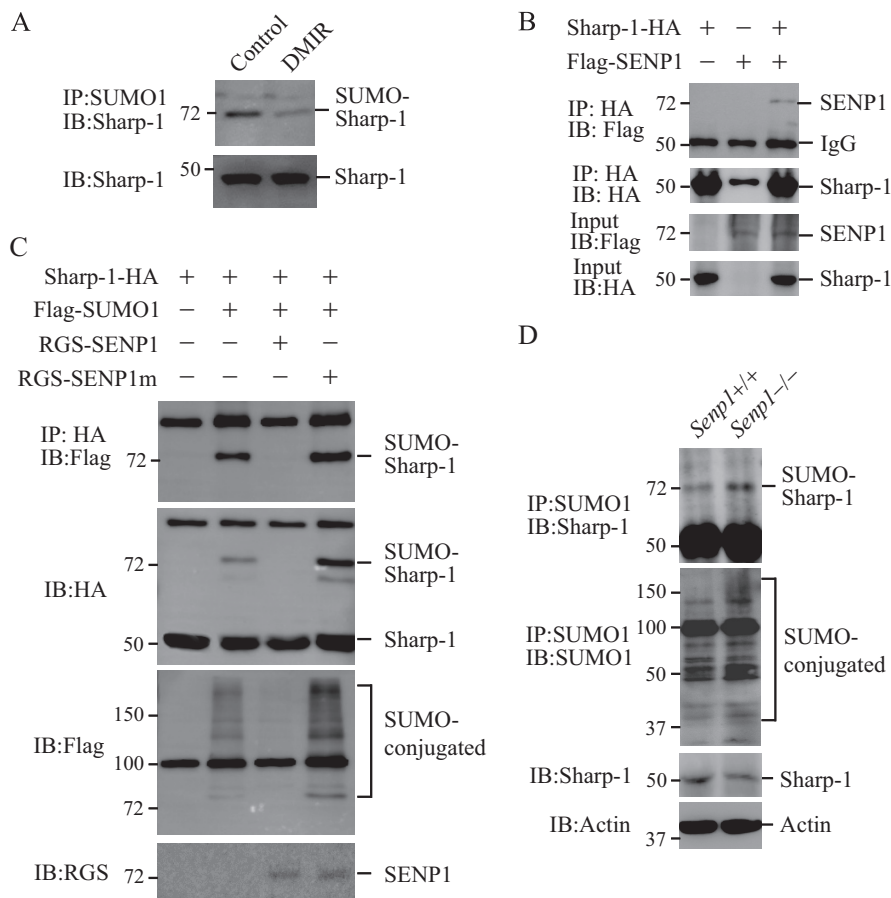 A
Control DMIR
IP:SUMO1
IB:Sharp-1
72
SUMO-
Sharp-1
50
IB:Sharp-1
Sharp-1
B
Sharp-1-HA + − +
Flag-SENP1 − + +
IP: HA
IB: Flag
72
SENP1
50
IgG
IP: HA
IB: HA
50
Sharp-1
Input
IB:Flag
72
SENP1
Input
IB:HA
50
Sharp-1
C
Sharp-1-HA + + + +
Flag-SUMO1 − + + +
RGS-SENP1 − − + −
RGS-SENP1m − − − +
IP: HA
IB:Flag
72
SUMO-
Sharp-1
IB:HA
72
SUMO-
Sharp-1
50
Sharp-1
IB:Flag
150
100
72
SUMO-
conjugated
IB:RGS
72
SENP1
D
Senp1+/+ Senp1−/−
IP:SUMO1
IB:Sharp-1
72
50
SUMO-
Sharp-1
IP:SUMO1
IB:SUMO1
150
100
50
37
SUMO-
conjugated
IB:Sharp-1
50
Sharp-1
IB:Actin
37
Actin